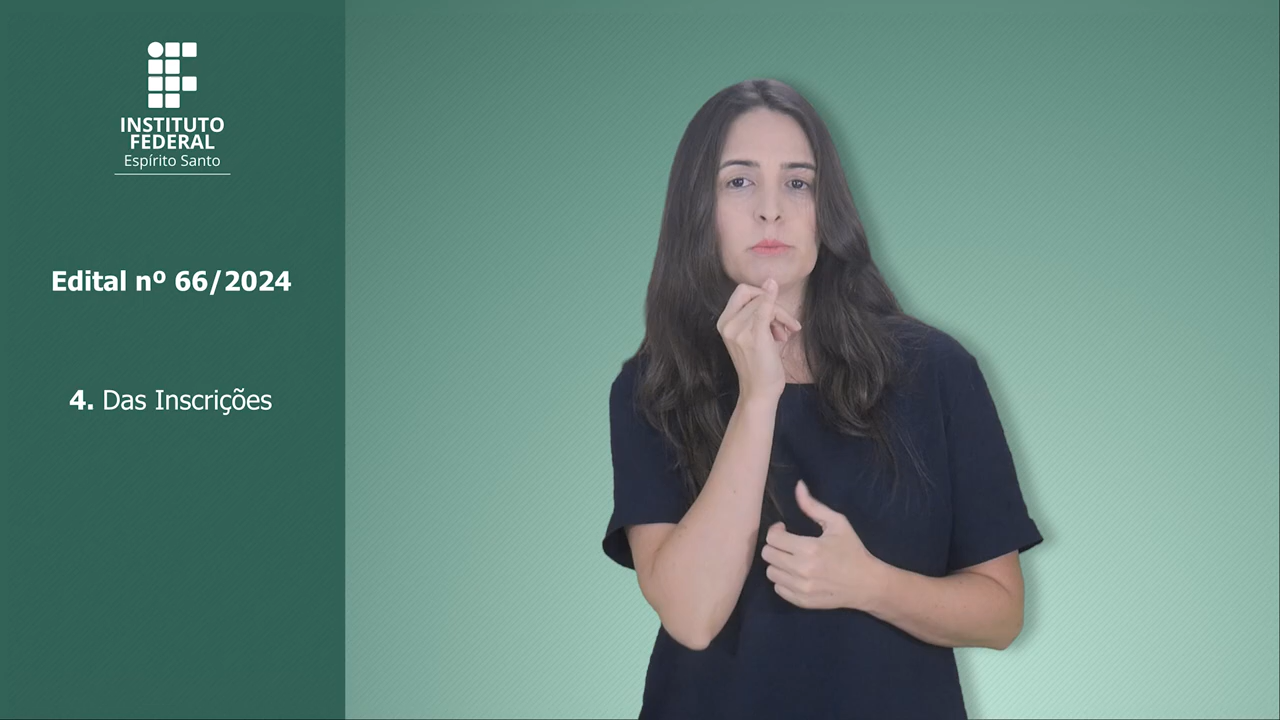 INSTITUTO
FEDERAL
Espírito Santo
Edital nº 66/2024
4. Das Inscrições